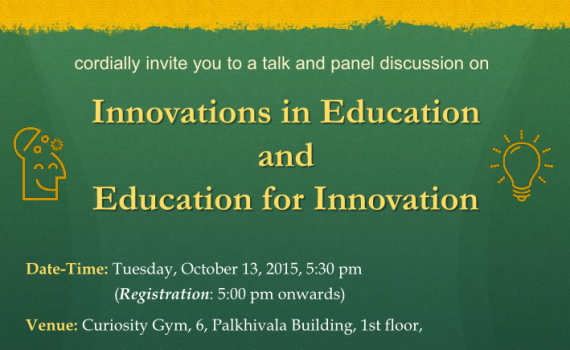 cordially invite you to a talk and panel discussion on
Innovations in Education
and
Education for Innovation
Date-Time: Tuesday, October 13, 2015, 5:30 pm
(Registration: 5:00 pm onwards)
Venue: Curiosity Gym, 6, Palkhivala Building, 1st floor,